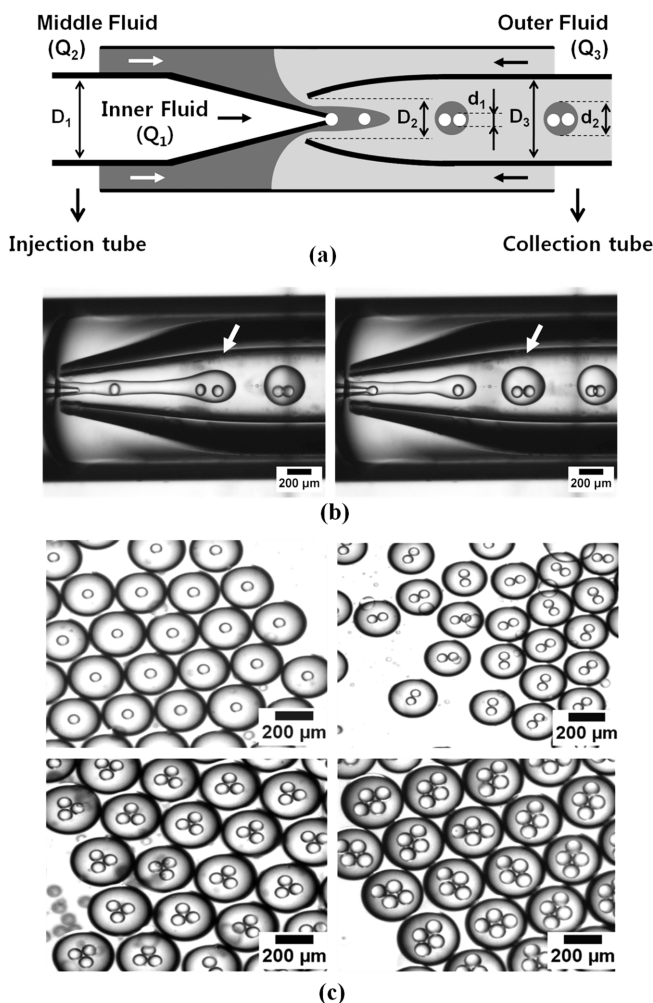 Middle Fluid
(Q₂)
Outer Fluid
(Q₃)
D₁
Inner Fluid
(Q₁)
D₂
d₁
D₃
d₂
Injection tube
Collection tube
(a)
200 µm
200 µm
(b)
200 µm
200 µm
200 µm
200 µm
(c)